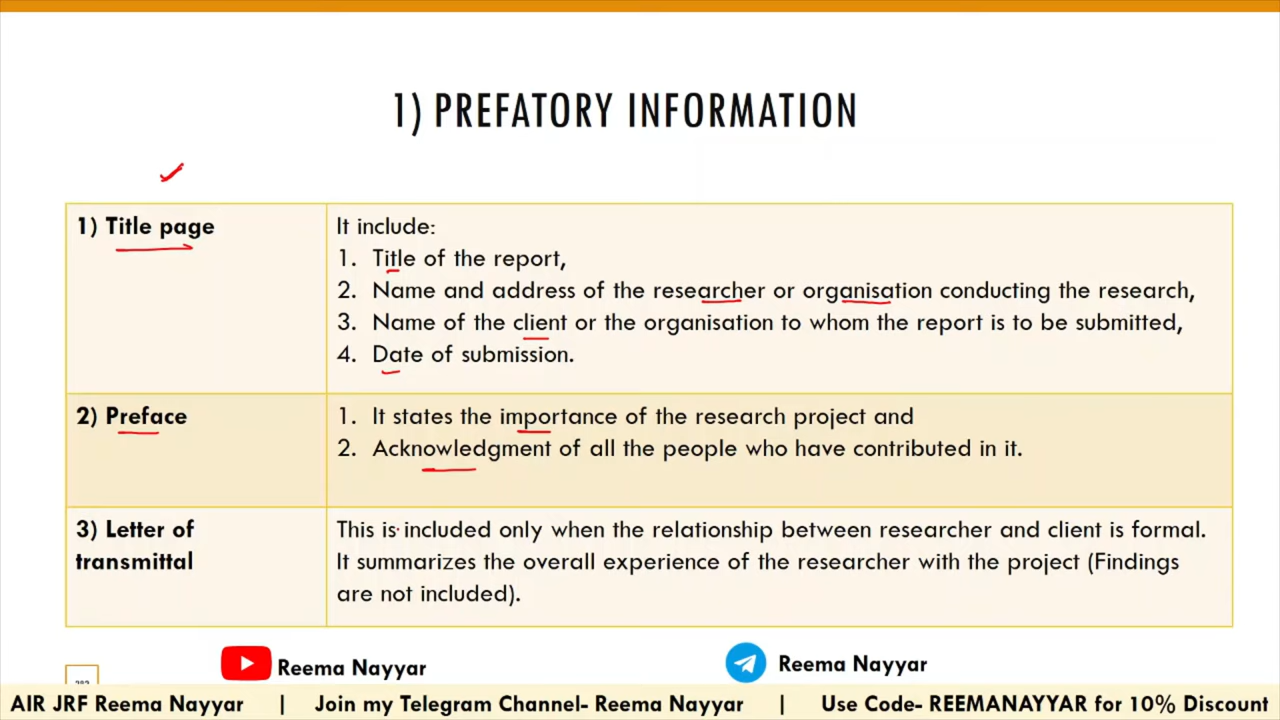 1) PREFATORY INFORMATION
1) Title page
It include:
1. Title of the report,
2. Name and address of the researcher or organisation conducting the research,
3. Name of the client or the organisation to whom the report is to be submitted,
4. Date of submission.
2) Preface
1. It states the importance of the research project and
2. Acknowledgment of all the people who have contributed in it.
3) Letter of
transmittal
This is included only when the relationship between researcher and client is formal.
It summarizes the overall experience of the researcher with the project (Findings
are not included).
Reema Nayyar
Reema Nayyar
AIR JRF Reema Nayyar | Join my Telegram Channel- Reema Nayyar | Use Code- REEMANAYYAR for 10% Discount